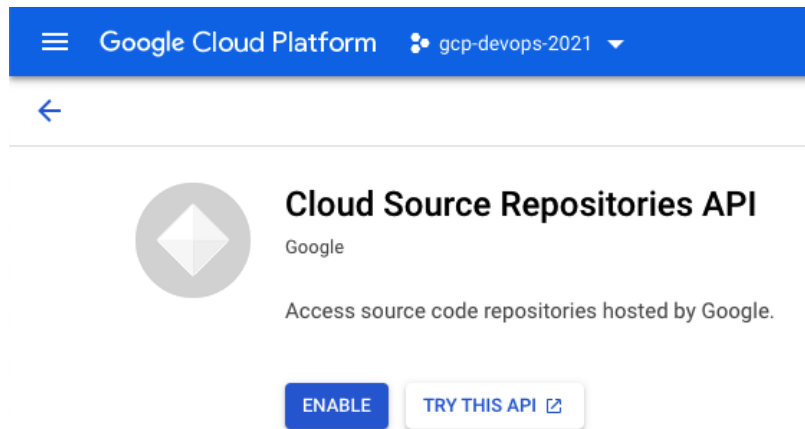 Google Cloud Platform gcp-devops-2021
Cloud Source Repositories API
Google
Access source code repositories hosted by Google.
ENABLE TRY THIS API